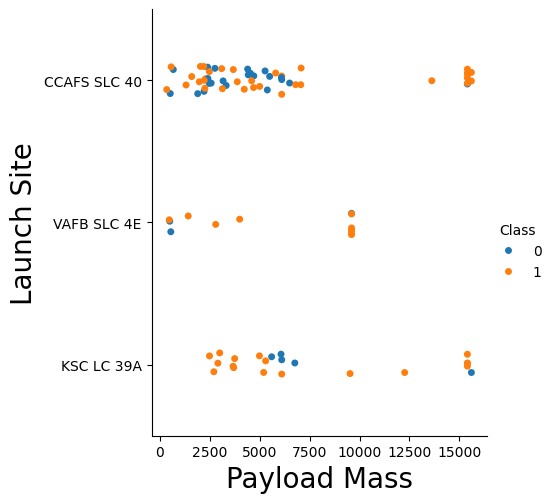 CCAFS SLC 40
VAFB SLC 4E
KSC LC 39A
Launch Site
0 2500 5000 7500 10000 12500 15000
Payload Mass
Class
0
1